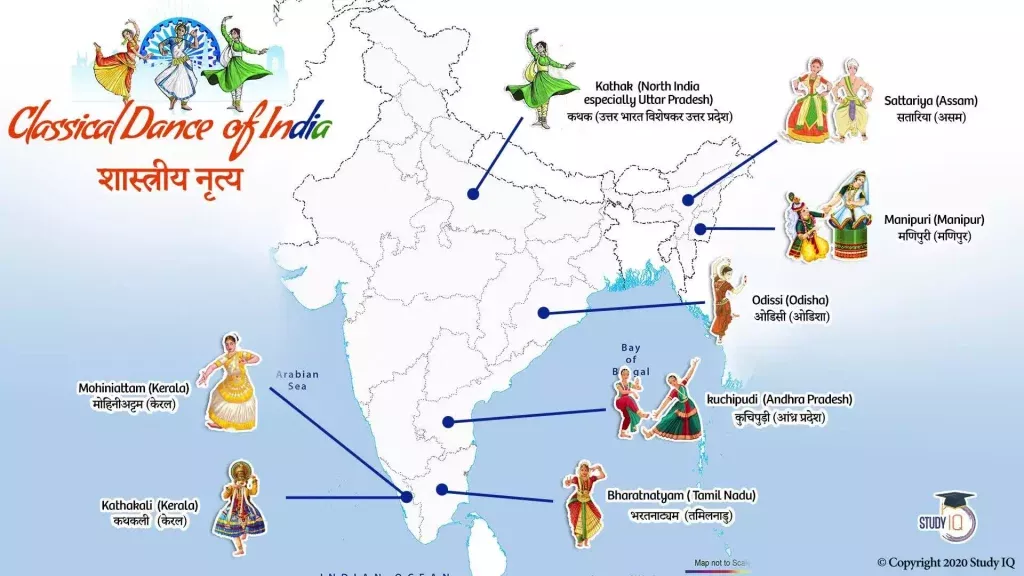 Classical Dance of India
शास्त्रीय नृत्य
Kathak (North India
especially Uttar Pradesh)
कथक (उत्तर भारत विशेषकर उत्तर प्रदेश)
Sattariya (Assam)
सतारिया (असम)
Manipuri (Manipur)
मणिपुरी (मणिपुर)
Odissi (Odisha)
ओडिसी (ओडिशा)
Bay
of
Arabian
Sea
Mohiniattam (Kerala)
मोहिनीअट्टम (केरल)
kuchipudi (Andhra Pradesh)
कुचिपुड़ी (आंध्र प्रदेश)
Kathakali (Kerala)
कथकली (केरल)
Bharatnatyam ( Tamil Nadu)
भरतनाट्यम (तमिलनाडु)
STUDY IQ
Map not to Scale
INDIAN OCEAN
© Copyright 2020 Study IQ